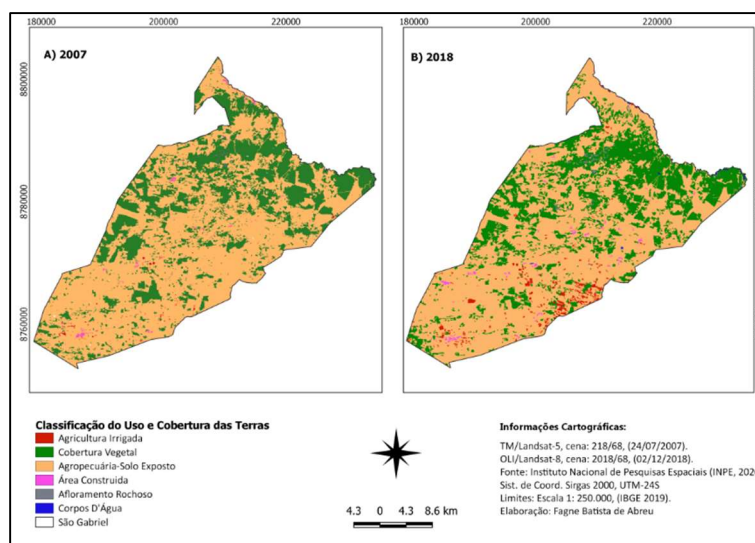 180000 200000 220000 180000 200000 220000
A) 2007
B) 2018
8800000
8780000
8760000
Classificação do Uso e Cobertura das Terras
Agricultura Irrigada
Cobertura Vegetal
Agropecuária-Solo Exposto
Área Construida
Afloramento Rochoso
Corpos D'Água
São Gabriel
4.3 0 4.3 8.6 km
Informações Cartográficas:
TM/Landsat-5, cena: 218/68, (24/07/2007).
OLI/Landsat-8, cena: 2018/68, (02/12/2018).
Fonte: Instituto Nacional de Pesquisas Espaciais (INPE, 202
Sist. de Coord. Sirgas 2000, UTM-24S
Limites: Escala 1: 250.000, (IBGE 2019).
Elaboração: Fagne Batista de Abreu